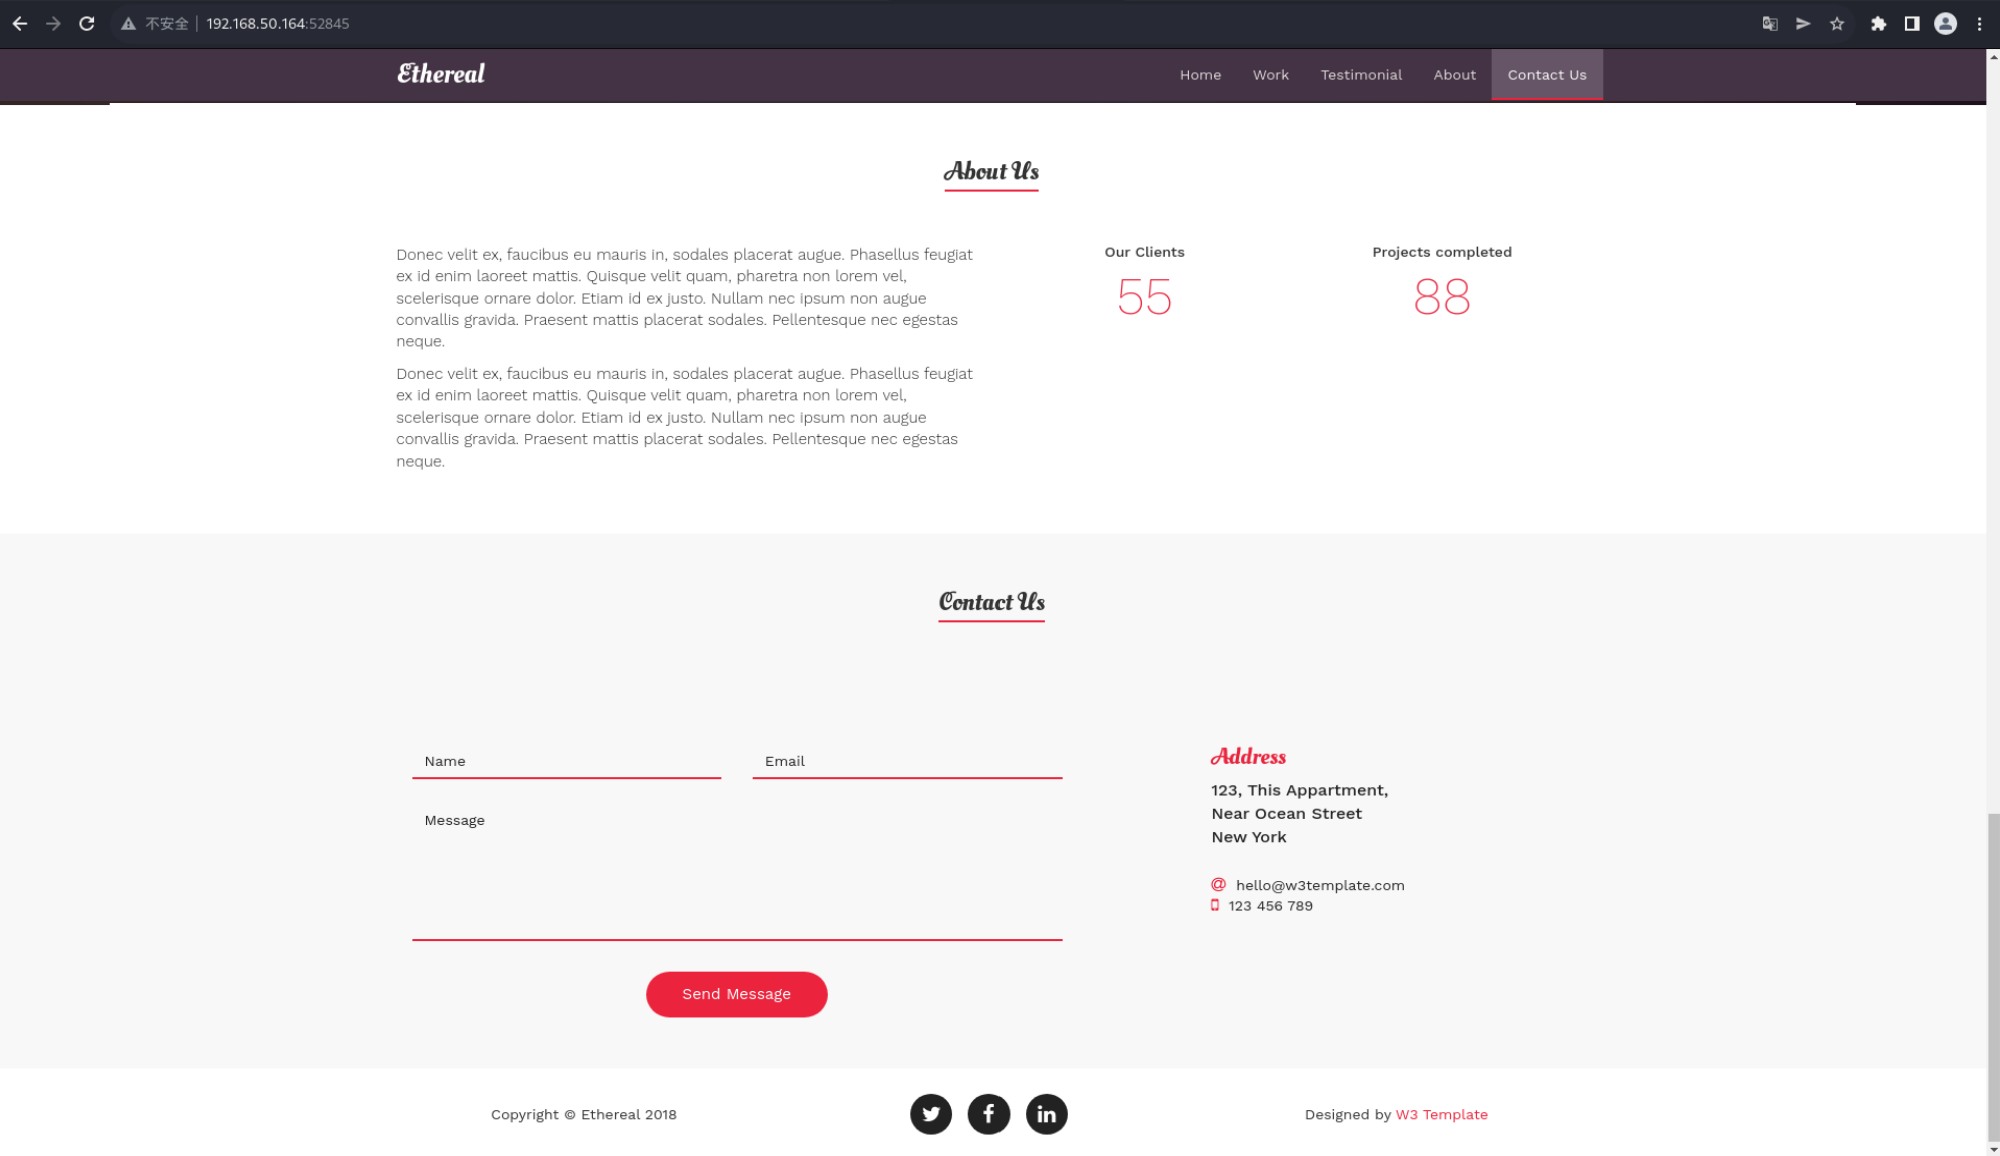 不安全 192.168.50.164:52845
Ethereal
Home Work Testimonial About Contact Us
About Us
Donec velit ex, faucibus eu mauris in, sodales placerat augue. Phasellus feugiat
ex id enim laoreet mattis. Quisque velit quam, pharetra non lorem vel,
scelerisque ornare dolor. Etiam id ex justo. Nullam nec ipsum non augue
convallis gravida. Praesent mattis placerat sodales. Pellentesque nec egestas
neque.
Donec velit ex, faucibus eu mauris in, sodales placerat augue. Phasellus feugiat
ex id enim laoreet mattis. Quisque velit quam, pharetra non lorem vel,
scelerisque ornare dolor. Etiam id ex justo. Nullam nec ipsum non augue
convallis gravida. Praesent mattis placerat sodales. Pellentesque nec egestas
neque.
Our Clients
55
Projects completed
88
Contact Us
Name
Email
Message
Send Message
Address
123, This Appartment,
Near Ocean Street
New York
hello@w3template.com
123 456 789
Copyright © Ethereal 2018
Designed by W3 Template